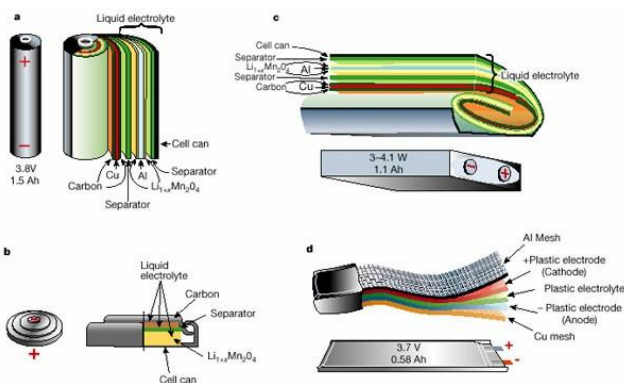 a
Liquid electrolyte
+
−
3.8V
1.5 Ah
Cell can
Separator
Carbon
Cu
Al
Li1+xMn2O4
Separator
c
Cell can
Separator
Li1+xMn2O4
Al
Separator
Carbon
Cu
Liquid electrolyte
3–4.1 W
1.1 Ah
−
+
b
Liquid
electrolyte
Carbon
Separator
Li1+xMn2O4
Cell can
+
d
Al Mesh
+Plastic electrode
(Cathode)
Plastic electrolyte
− Plastic electrode
(Anode)
Cu mesh
3.7 V
0.58 Ah
+
-